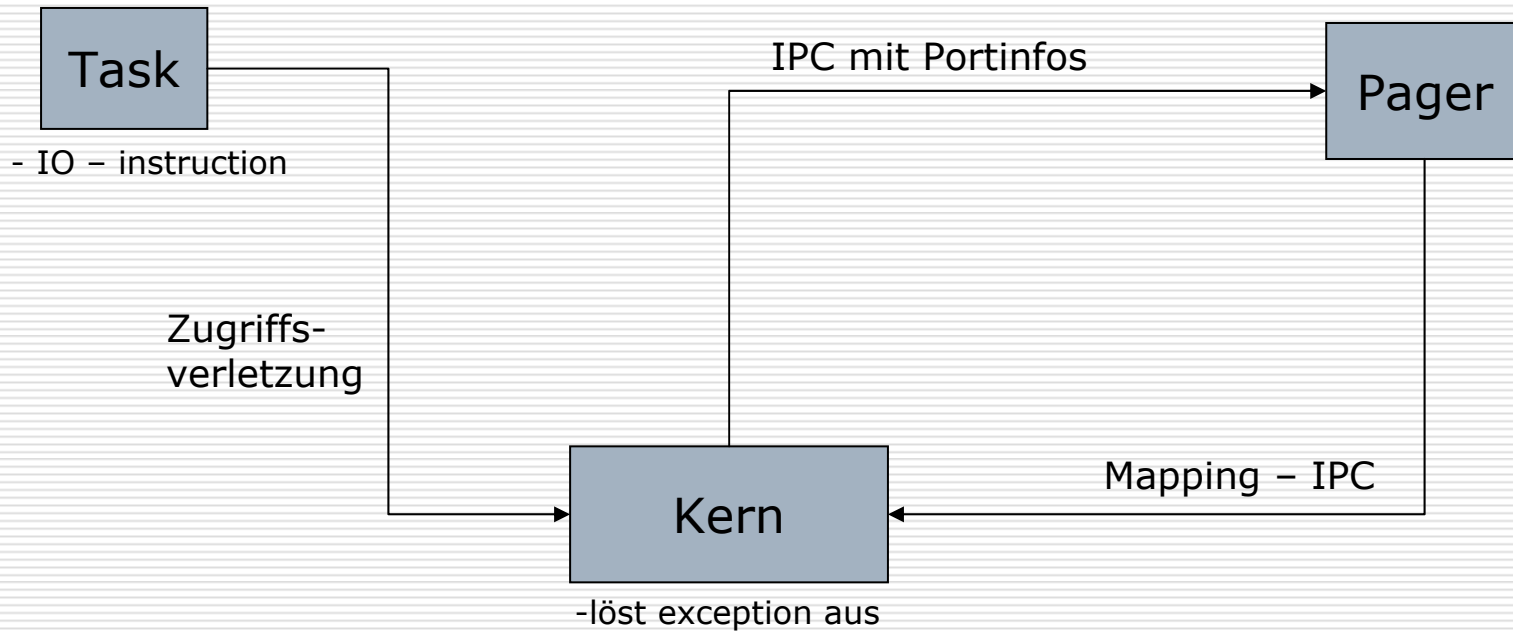 Task
IPC mit Portinfos
Pager
- IO – instruction
Zugriffs-
verletzung
Mapping – IPC
Kern
-löst exception aus